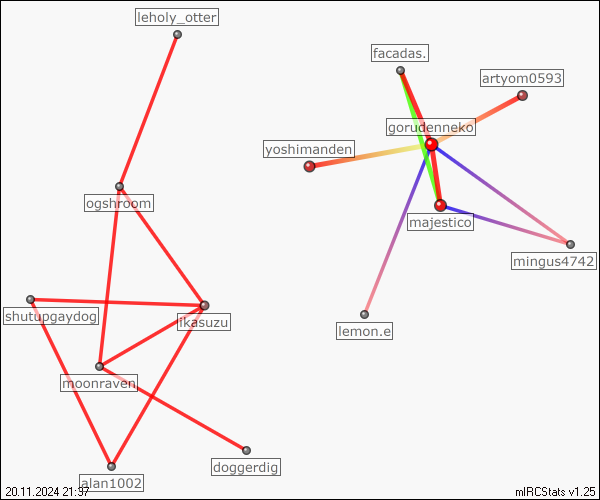 leholy_otter
facadas.
artyom0593
gorudenneko
yoshimanden
ogshroom
majestico
mingus4742
shutupgaydog
ikasuzu
lemon.e
moonraven
doggerdig
alan1002
20.11.2024 21:37
mIRCStats v1.25